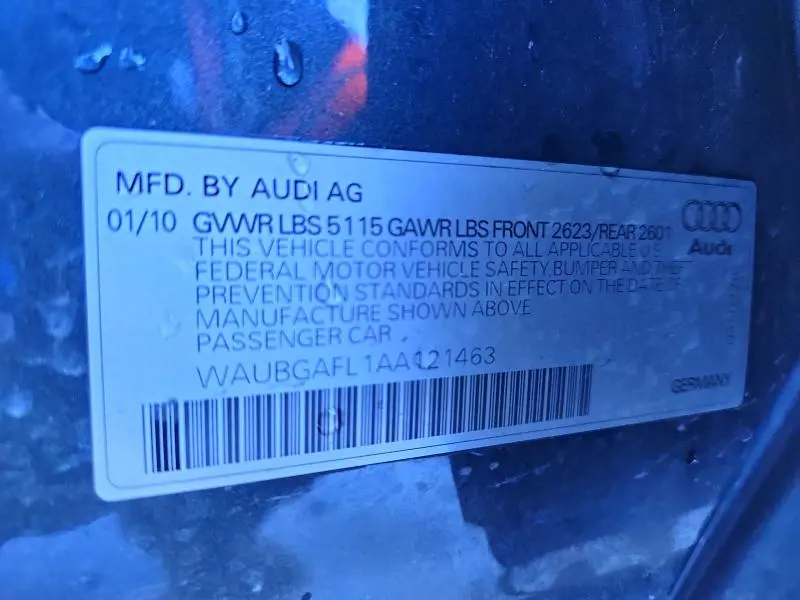 MFD. BY AUDI AG
01/10 GVWR LBS 5115 GAWR LBS FRONT 2623/REAR 2601
THIS VEHICLE CONFORMS TO ALL APPLICABLE U.S.
FEDERAL MOTOR VEHICLE SAFETY, BUMPER AND THEFT
PREVENTION STANDARDS IN EFFECT ON THE DATE OF
MANUFACTURE SHOWN ABOVE
PASSENGER CAR
WAUBGAFL1AA121463
Audi
GERMANY